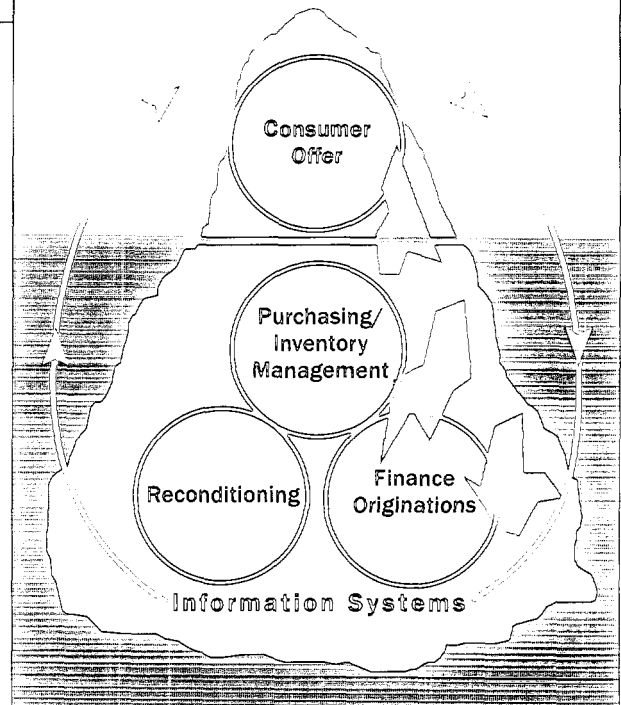 Consumer
Offer
Purchasing/
Inventory
Management
Reconditioning
Finance
Originations
Information Systems